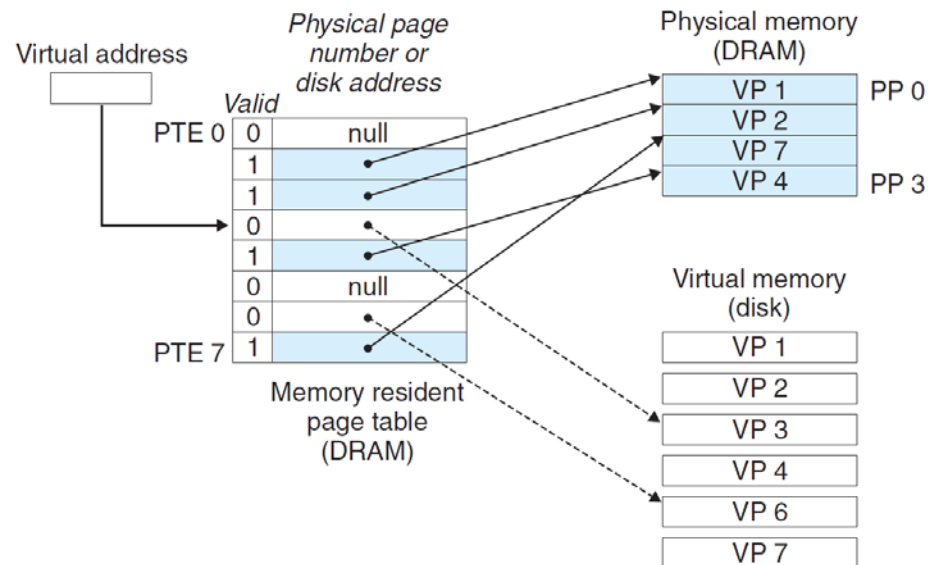 Virtual address
Physical page
number or
disk address
Valid
PTE 0
0
null
1
1
0
1
0
null
0
PTE 7
1
Memory resident
page table
(DRAM)
Physical memory
(DRAM)
VP 1
PP 0
VP 2
VP 7
VP 4
PP 3
Virtual memory
(disk)
VP 1
VP 2
VP 3
VP 4
VP 6
VP 7